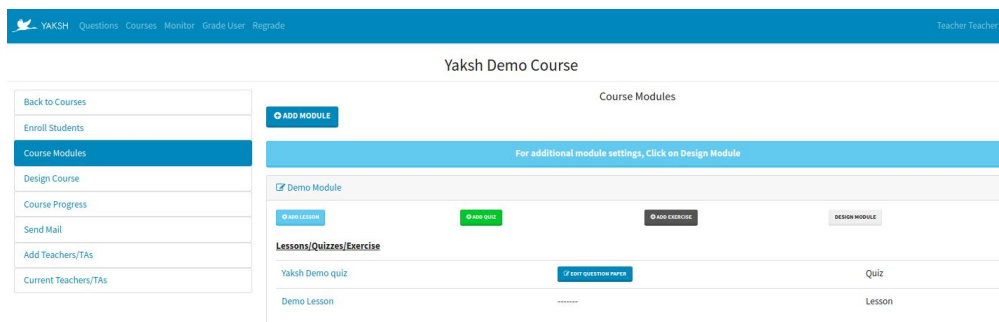 YAKSH Questions Courses Monitor Grade User Regrade Teacher Teacher
Yaksh Demo Course
Back to Courses
Enroll Students
Course Modules
Design Course
Course Progress
Send Mail
Add Teachers/TAs
Current Teachers/TAs
Course Modules
ADD MODULE
For additional module settings, Click on Design Module
Demo Module
ADD LESSON ADD QUIZ ADD EXERCISE DESIGN MODULE
Lessons/Quizzes/Exercise
Yaksh Demo quiz EDIT QUESTION PAPER Quiz
Demo Lesson ------- Lesson